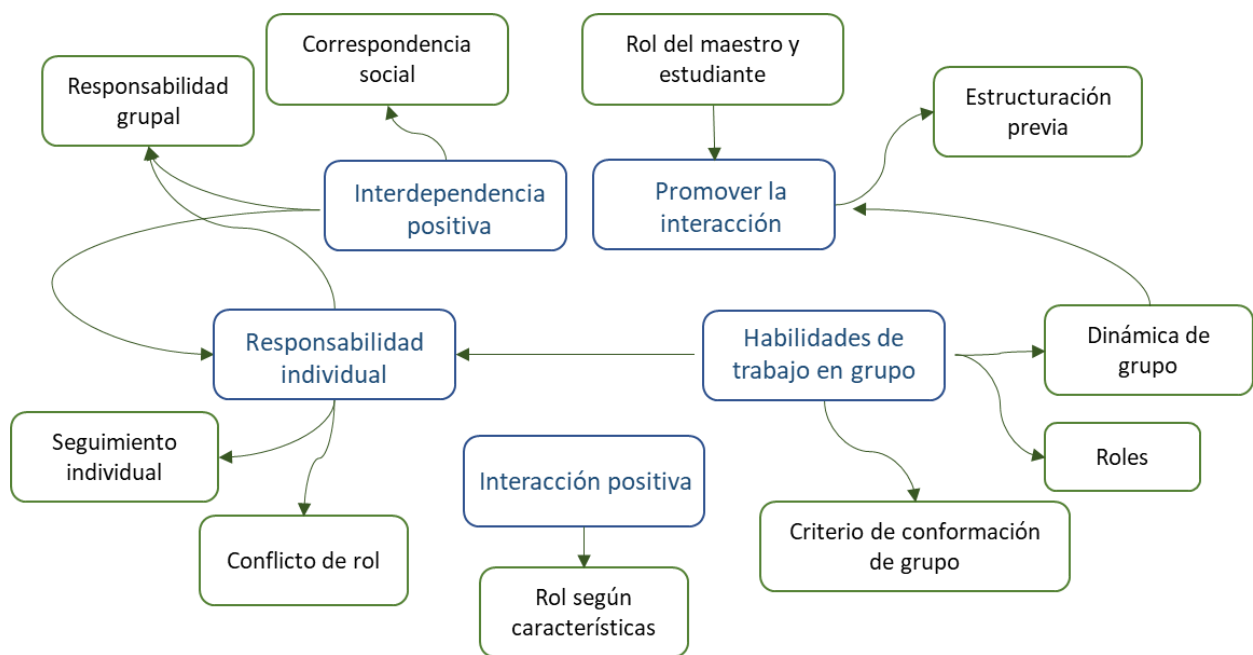 Correspondencia
social
Rol del maestro y
estudiante
Responsabilidad
grupal
Estructuración
previa
Interdependencia
positiva
Promover la
interacción
Responsabilidad
individual
Habilidades de
trabajo en grupo
Dinámica de
grupo
Seguimiento
individual
Interacción positiva
Roles
Conflicto de rol
Criterio de conformación
de grupo
Rol según
características